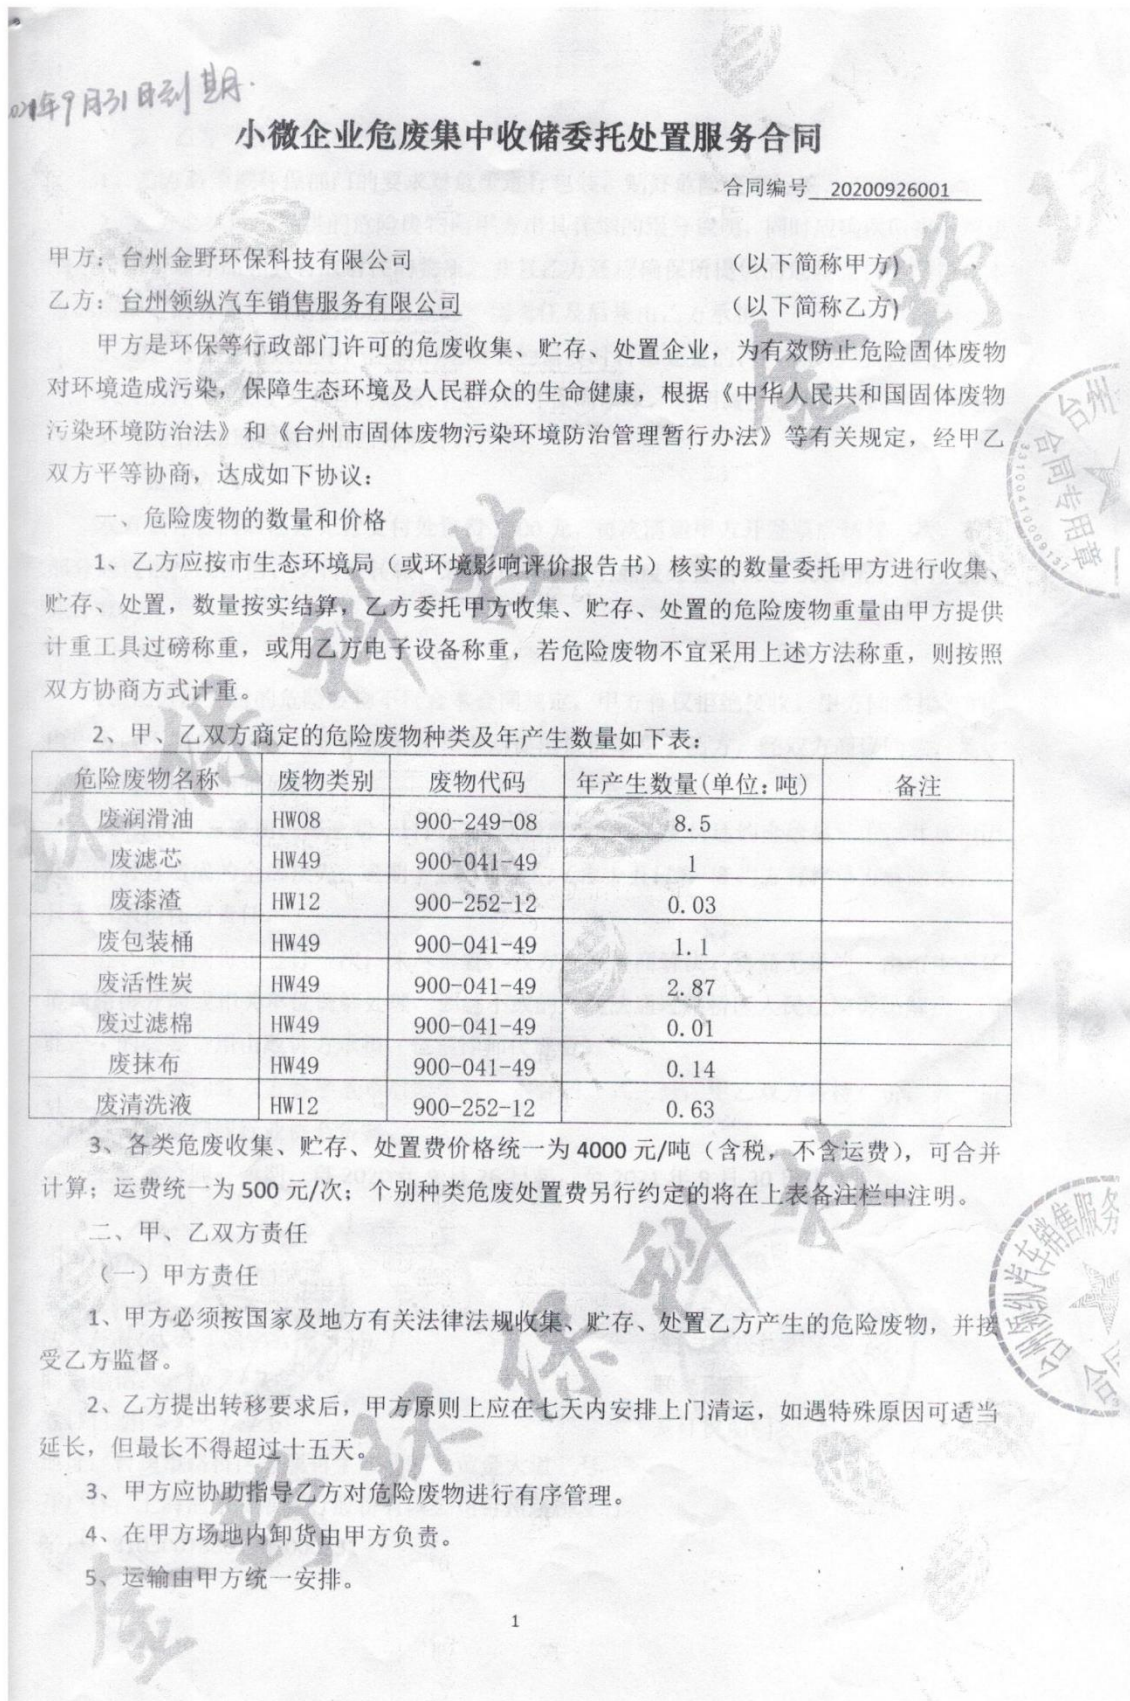 年9月31日到期.
小微企业危废集中收储委托处置服务合同
合同编号 20200926001
甲方：台州金野环保科技有限公司 （以下简称甲方）
乙方：台州领纵汽车销售服务有限公司 （以下简称乙方）
甲方是环保等行政部门许可的危废收集、贮存、处置企业，为有效防止危险固体废物
对环境造成污染，保障生态环境及人民群众的生命健康，根据《中华人民共和国固体废物
污染环境防治法》和《台州市固体废物污染环境防治管理暂行办法》等有关规定，经甲乙
双方平等协商，达成如下协议：
一、危险废物的数量和价格
1、乙方应按市生态环境局（或环境影响评价报告书）核实的数量委托甲方进行收集、
贮存、处置，数量按实结算，乙方委托甲方收集、贮存、处置的危险废物重量由甲方提供
计重工具过磅称重，或用乙方电子设备称重，若危险废物不宜采用上述方法称重，则按照
双方协商方式计重。
2、甲、乙双方商定的危险废物种类及年产生数量如下表：
危险废物名称 废物类别 废物代码 年产生数量(单位：吨) 备注
废润滑油 HW08 900-249-08 8.5
废滤芯 HW49 900-041-49 1
废漆渣 HW12 900-252-12 0.03
废包装桶 HW49 900-041-49 1.1
废活性炭 HW49 900-041-49 2.87
废过滤棉 HW49 900-041-49 0.01
废抹布 HW49 900-041-49 0.14
废清洗液 HW12 900-252-12 0.63
3、各类危废收集、贮存、处置费价格统一为 4000 元/吨（含税，不含运费），可合并
计算；运费统一为 500 元/次；个别种类危废处置费另行约定的将在上表备注栏中注明。
二、甲、乙双方责任
（一）甲方责任
1、甲方必须按国家及地方有关法律法规收集、贮存、处置乙方产生的危险废物，并接
受乙方监督。
2、乙方提出转移要求后，甲方原则上应在七天内安排上门清运，如遇特殊原因可适当
延长，但最长不得超过十五天。
3、甲方应协助指导乙方对危险废物进行有序管理。
4、在甲方场地内卸货由甲方负责。
5、运输由甲方统一安排。
1
金野环保科技
金野环保科技
台州
合同专用章
台州领纵汽车销售服务
合同